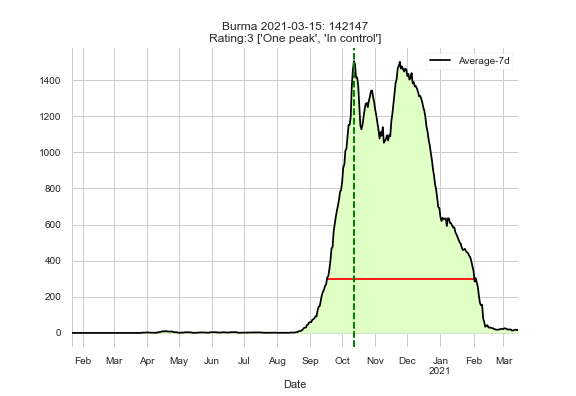 Burma 2021-03-15: 142147
Rating:3 ['One peak', 'In control']
Average-7d
1400
1200
1000
800
600
400
200
0
Feb Mar Apr May Jun Jul Aug Sep Oct Nov Dec Jan Feb Mar
2021
Date